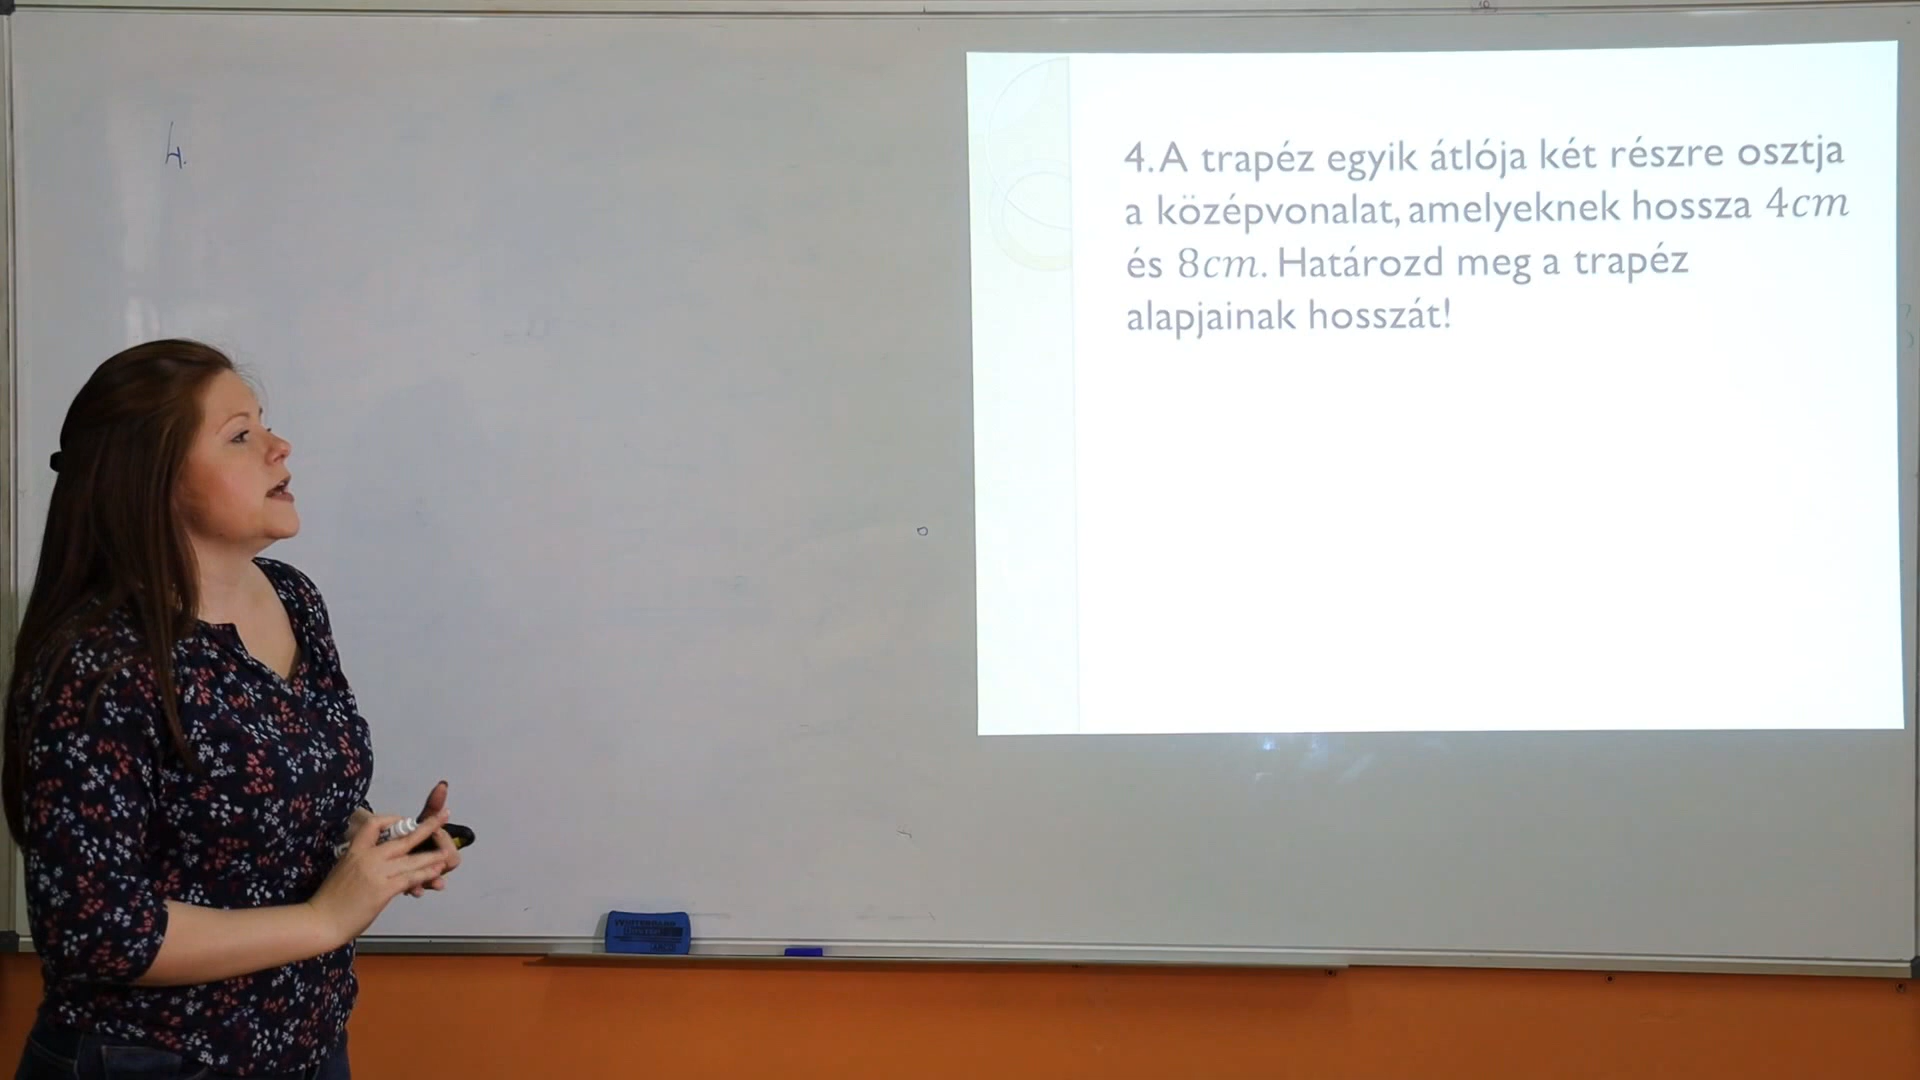 4.
4. A trapéz egyik átlója két részre osztja
a középvonalat, amelyeknek hossza 4cm
és 8cm. Határozd meg a trapéz
alapjainak hosszát!